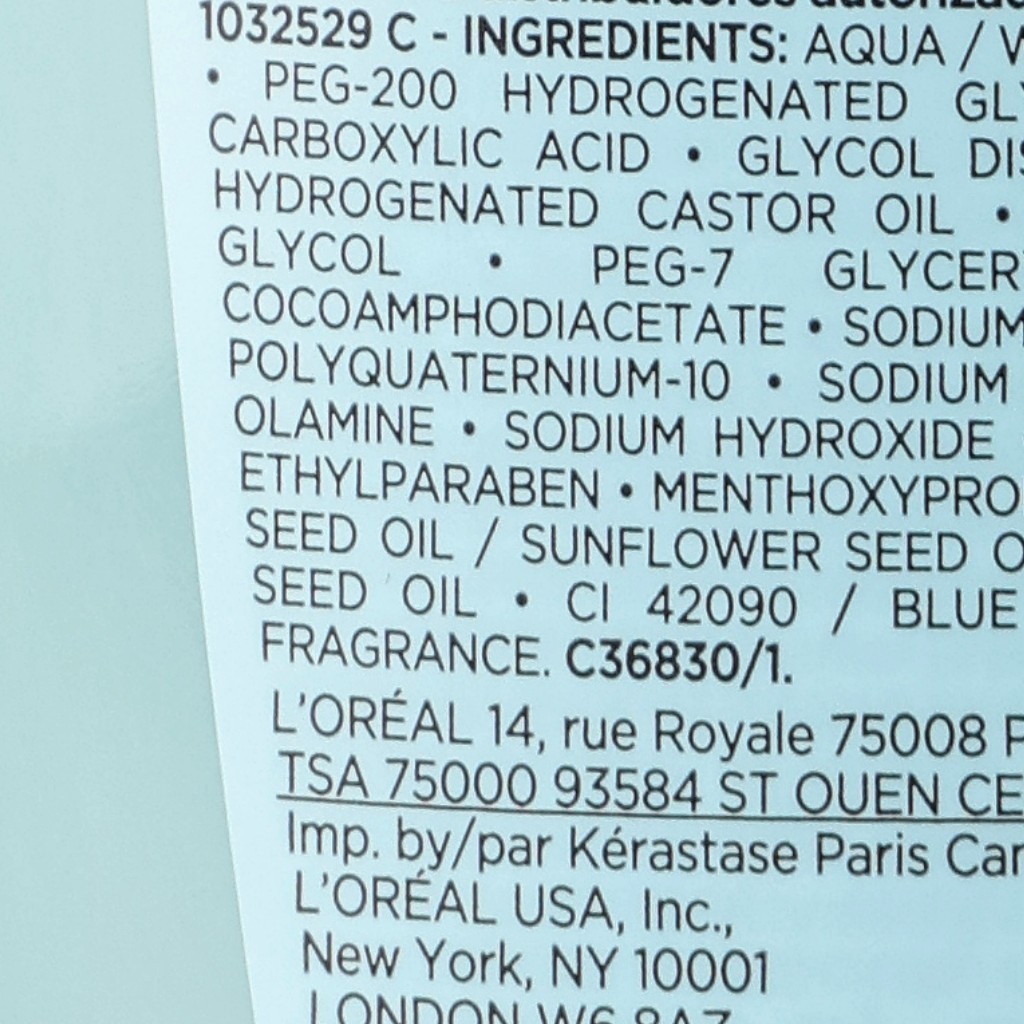 1032529 C - INGREDIENTS: AQUA /
• PEG-200 HYDROGENATED
CARBOXYLIC ACID • GLYCOL
HYDROGENATED CASTOR OIL •
GLYCOL • PEG-7
COCOAMPHODIACETATE • SODIUM
POLYQUATERNIUM-10 • SODIUM
OLAMINE • SODIUM HYDROXIDE
ETHYLPARABEN •
SEED OIL / SUNFLOWER SEED
SEED OIL • CI 42090 / BLUE
FRAGRANCE. C36830/1.
L'ORÉAL 14, rue Royale 75008
TSA 75000 93584 ST OUEN
Imp. by/par Kérastase Paris
L'ORÉAL USA, Inc.,
New York, NY 10001
LONDON W6 8AZ